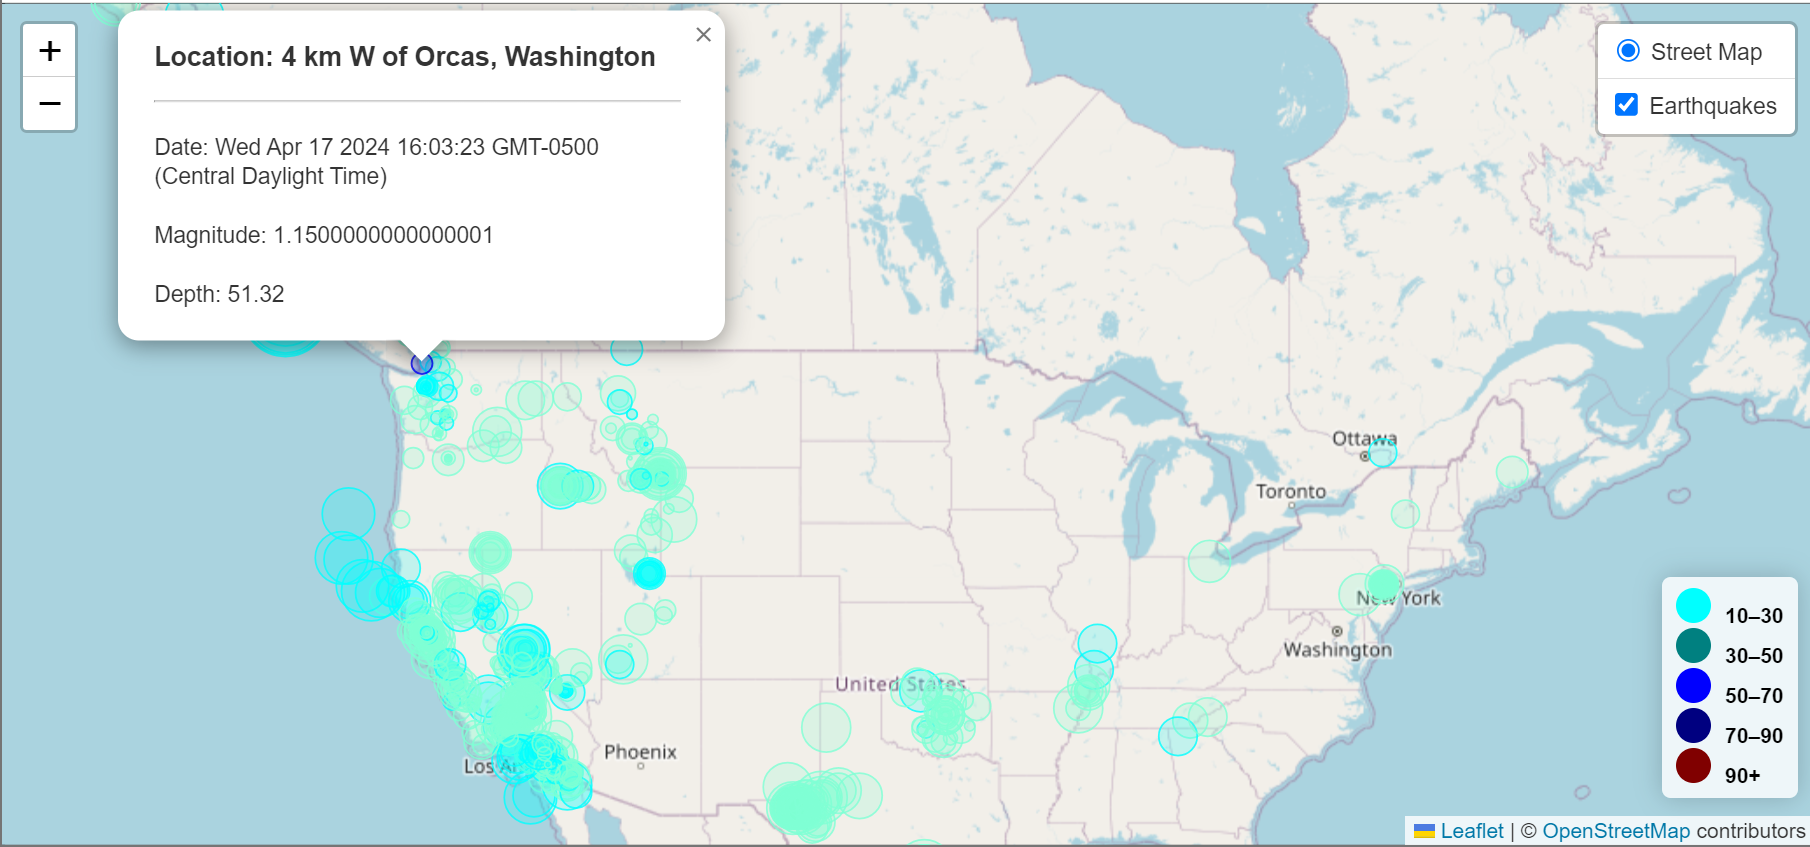 +
−
Location: 4 km W of Orcas, Washington
×
Date: Wed Apr 17 2024 16:03:23 GMT-0500
(Central Daylight Time)
Magnitude: 1.1500000000000001
Depth: 51.32
Street Map
Earthquakes
Ottawa
Toronto
New York
Washington
United States
Phoenix
Los A
10–30
30–50
50–70
70–90
90+
Leaflet | © OpenStreetMap contributors